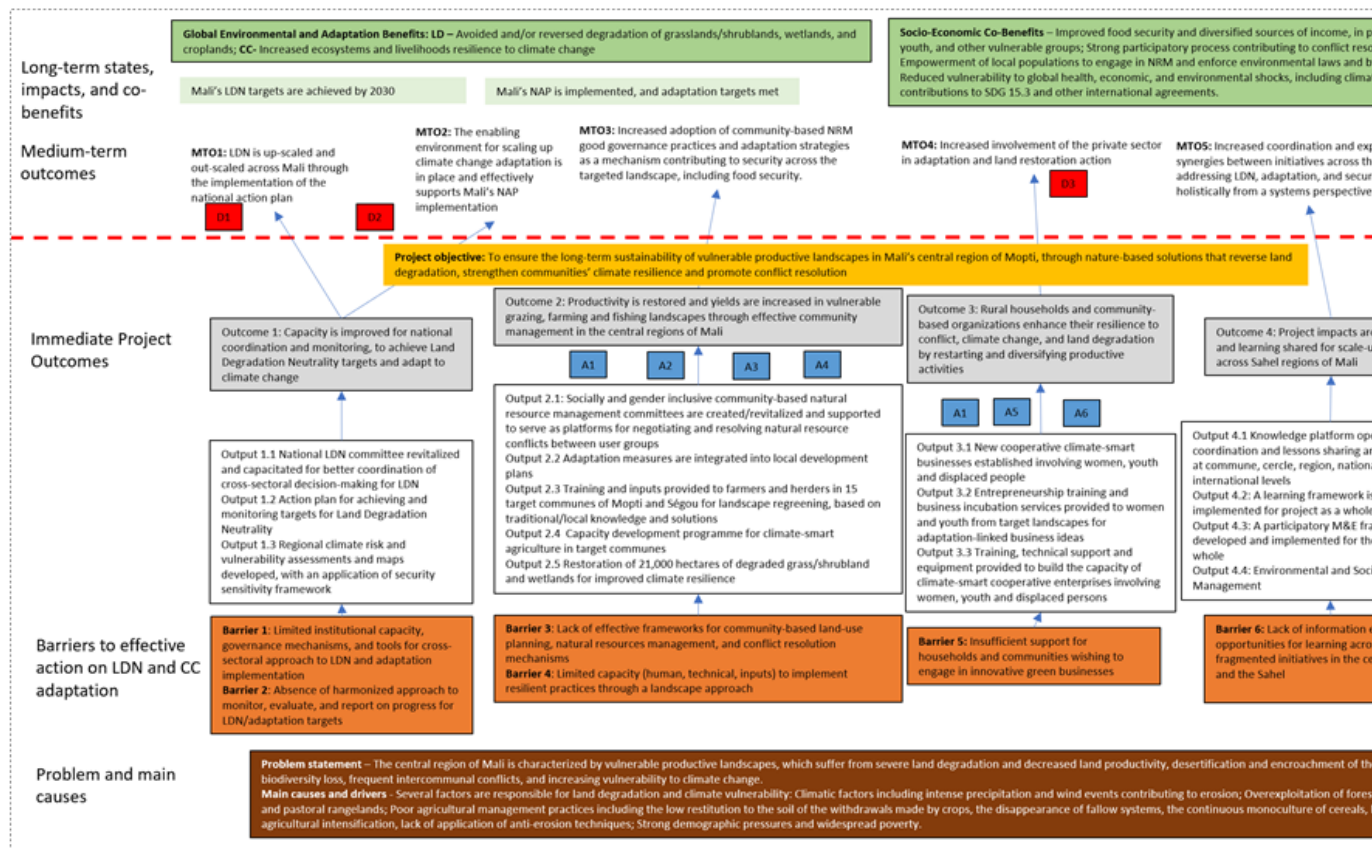 Global Environmental and Adaptation Benefits: LD – Avoided and/or reversed degradation of grasslands/shrublands, wetlands, and
croplands; CC- Increased ecosystems and livelihoods resilience to climate change
Socio-Economic Co-Benefits – Improved food security and diversified sources of income, in
youth, and other vulnerable groups; Strong participatory process contributing to conflict
Empowerment of local populations to engage in NRM and enforce environmental laws and
Reduced vulnerability to global health, economic, and environmental shocks, including
contributions to SDG 15.3 and other international agreements.
Long-term states,
impacts, and co-
benefits
Mali's LDN targets are achieved by 2030
Mali's NAP is implemented, and adaptation targets met
Medium-term
outcomes
MTO1: LDN is up-scaled and
out-scaled across Mali through
the implementation of the
national action plan
MTO2: The enabling
environment for scaling up
climate change adaptation is
in place and effectively
supports Mali's NAP
implementation
MTO3: Increased adoption of community-based NRM
good governance practices and adaptation strategies
as a mechanism contributing to security across the
targeted landscape, including food security.
MTO4: Increased involvement of the private sector
in adaptation and land restoration action
MTO5: Increased coordination and
synergies between initiatives across
addressing LDN, adaptation, and
holistically from a systems perspective
D1
D2
D3
Project objective: To ensure the long-term sustainability of vulnerable productive landscapes in Mali's central region of Mopti, through nature-based solutions that reverse land
degradation, strengthen communities' climate resilience and promote conflict resolution
Immediate Project
Outcomes
Outcome 1: Capacity is improved for national
coordination and monitoring, to achieve Land
Degradation Neutrality targets and adapt to
climate change
Outcome 2: Productivity is restored and yields are increased in vulnerable
grazing, farming and fishing landscapes through effective community
management in the central regions of Mali
Outcome 3: Rural households and community-
based organizations enhance their resilience to
conflict, climate change, and land degradation
by restarting and diversifying productive
activities
Outcome 4: Project impacts
and learning shared for
across Sahel regions of Mali
A1
A2
A3
A4
A1
A5
A6
Output 1.1 National LDN committee revitalized
and capacitated for better coordination of
cross-sectoral decision-making for LDN
Output 1.2 Action plan for achieving and
monitoring targets for Land Degradation
Neutrality
Output 1.3 Regional climate risk and
vulnerability assessments and maps
developed, with an application of security
sensitivity framework
Output 2.1: Socially and gender inclusive community-based natural
resource management committees are created/revitalized and supported
to serve as platforms for negotiating and resolving natural resource
conflicts between user groups
Output 2.2 Adaptation measures are integrated into local development
plans
Output 2.3 Training and inputs provided to farmers and herders in 15
target communes of Mopti and Ségou for landscape regreening, based on
traditional/local knowledge and solutions
Output 2.4 Capacity development programme for climate-smart
agriculture in target communes
Output 2.5 Restoration of 21,000 hectares of degraded grass/shrubland
and wetlands for improved climate resilience
Output 3.1 New cooperative climate-smart
businesses established involving women, youth
and displaced people
Output 3.2 Entrepreneurship training and
business incubation services provided to women
and youth from target landscapes for
adaptation-linked business ideas
Output 3.3 Training, technical support and
equipment provided to build the capacity of
climate-smart cooperative enterprises involving
women, youth and displaced persons
Output 4.1 Knowledge platform
coordination and lessons sharing
at commune, cercle, region,
international levels
Output 4.2: A learning framework
implemented for project as a whole
Output 4.3: A participatory M&E
developed and implemented for
whole
Output 4.4: Environmental and
Management
Barriers to effective
action on LDN and CC
adaptation
Barrier 1: Limited institutional capacity,
governance mechanisms, and tools for cross-
sectoral approach to LDN and adaptation
implementation
Barrier 2: Absence of harmonized approach to
monitor, evaluate, and report on progress for
LDN/adaptation targets
Barrier 3: Lack of effective frameworks for community-based land-use
planning, natural resources management, and conflict resolution
mechanisms
Barrier 4: Limited capacity (human, technical, inputs) to implement
resilient practices through a landscape approach
Barrier 5: Insufficient support for
households and communities wishing to
engage in innovative green businesses
Barrier 6: Lack of information
opportunities for learning
fragmented initiatives in the
and the Sahel
Problem and main
causes
Problem statement – The central region of Mali is characterized by vulnerable productive landscapes, which suffer from severe land degradation and decreased land productivity, desertification and encroachment of
biodiversity loss, frequent intercommunal conflicts, and increasing vulnerability to climate change.
Main causes and drivers - Several factors are responsible for land degradation and climate vulnerability: Climatic factors including intense precipitation and wind events contributing to erosion; Overexploitation of
and pastoral rangelands; Poor agricultural management practices including the low restitution to the soil of the withdrawals made by crops, the disappearance of fallow systems, the continuous monoculture of cereals,
agricultural intensification, lack of application of anti-erosion techniques; Strong demographic pressures and widespread poverty.